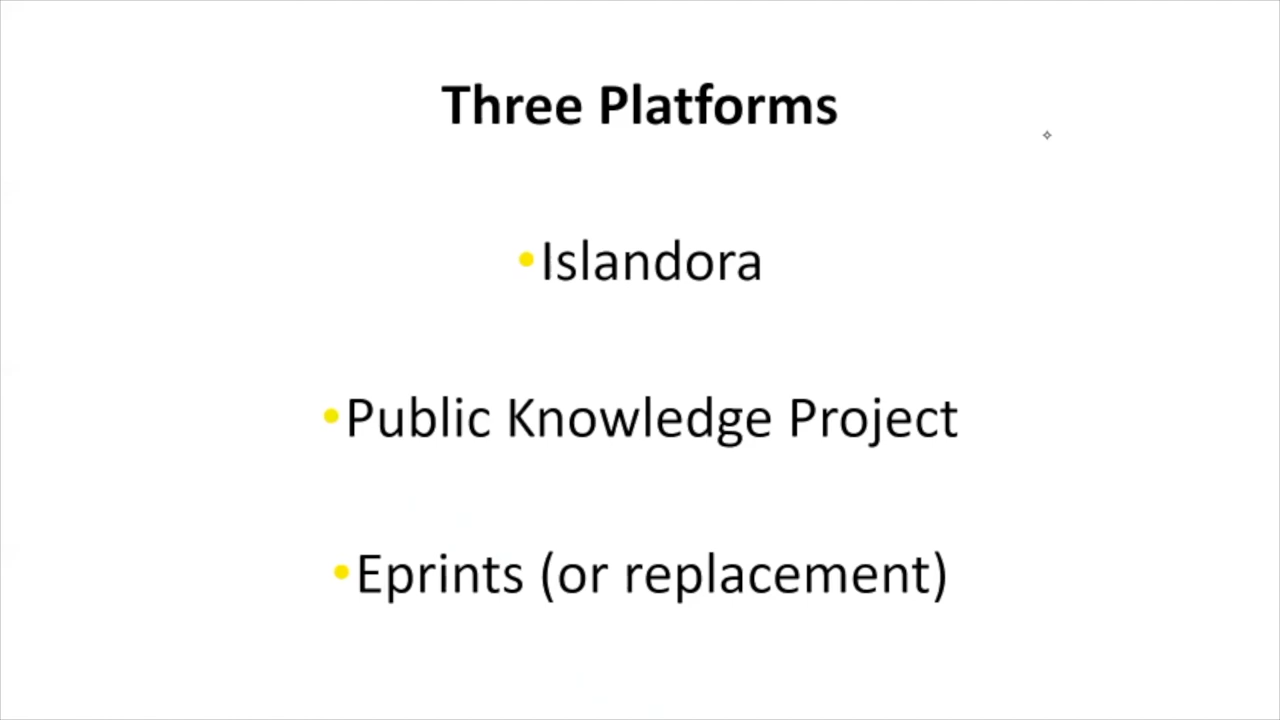 Three Platforms
•Islandora
•Public Knowledge Project
•Eprints (or replacement)